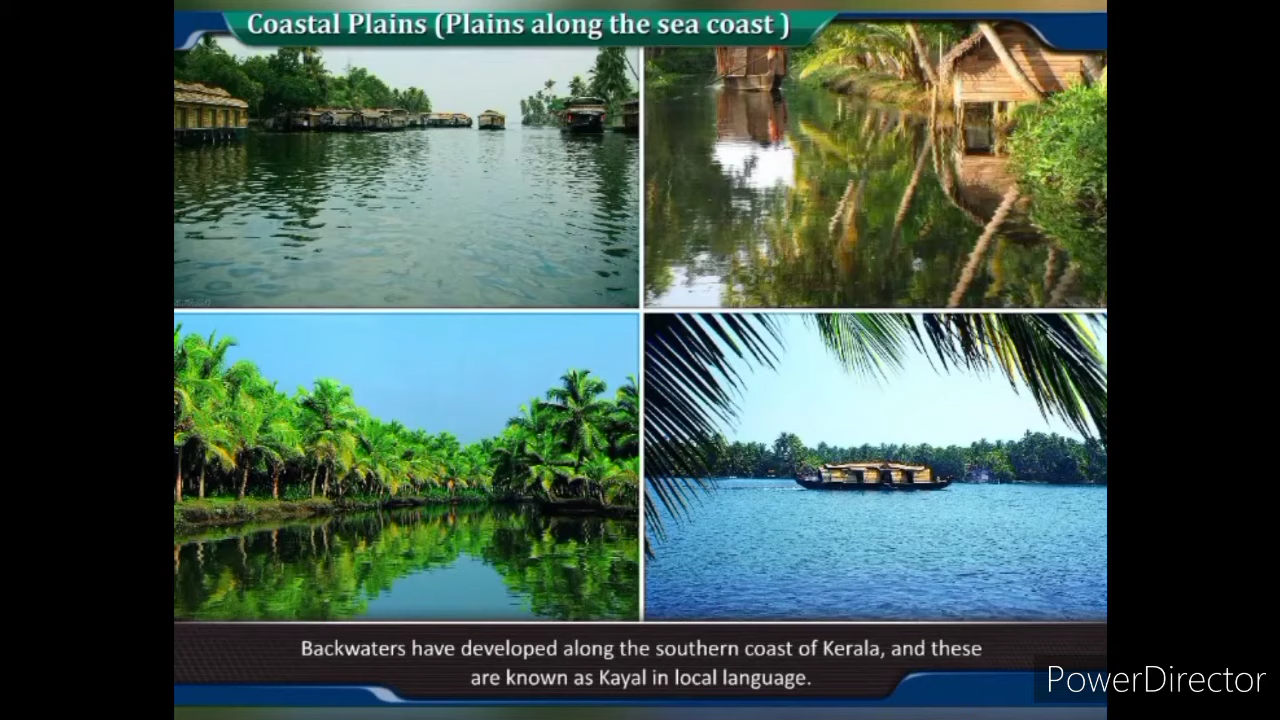 Coastal Plains (Plains along the sea coast )
Backwaters have developed along the southern coast of Kerala, and these
are known as Kayal in local language.
PowerDirector